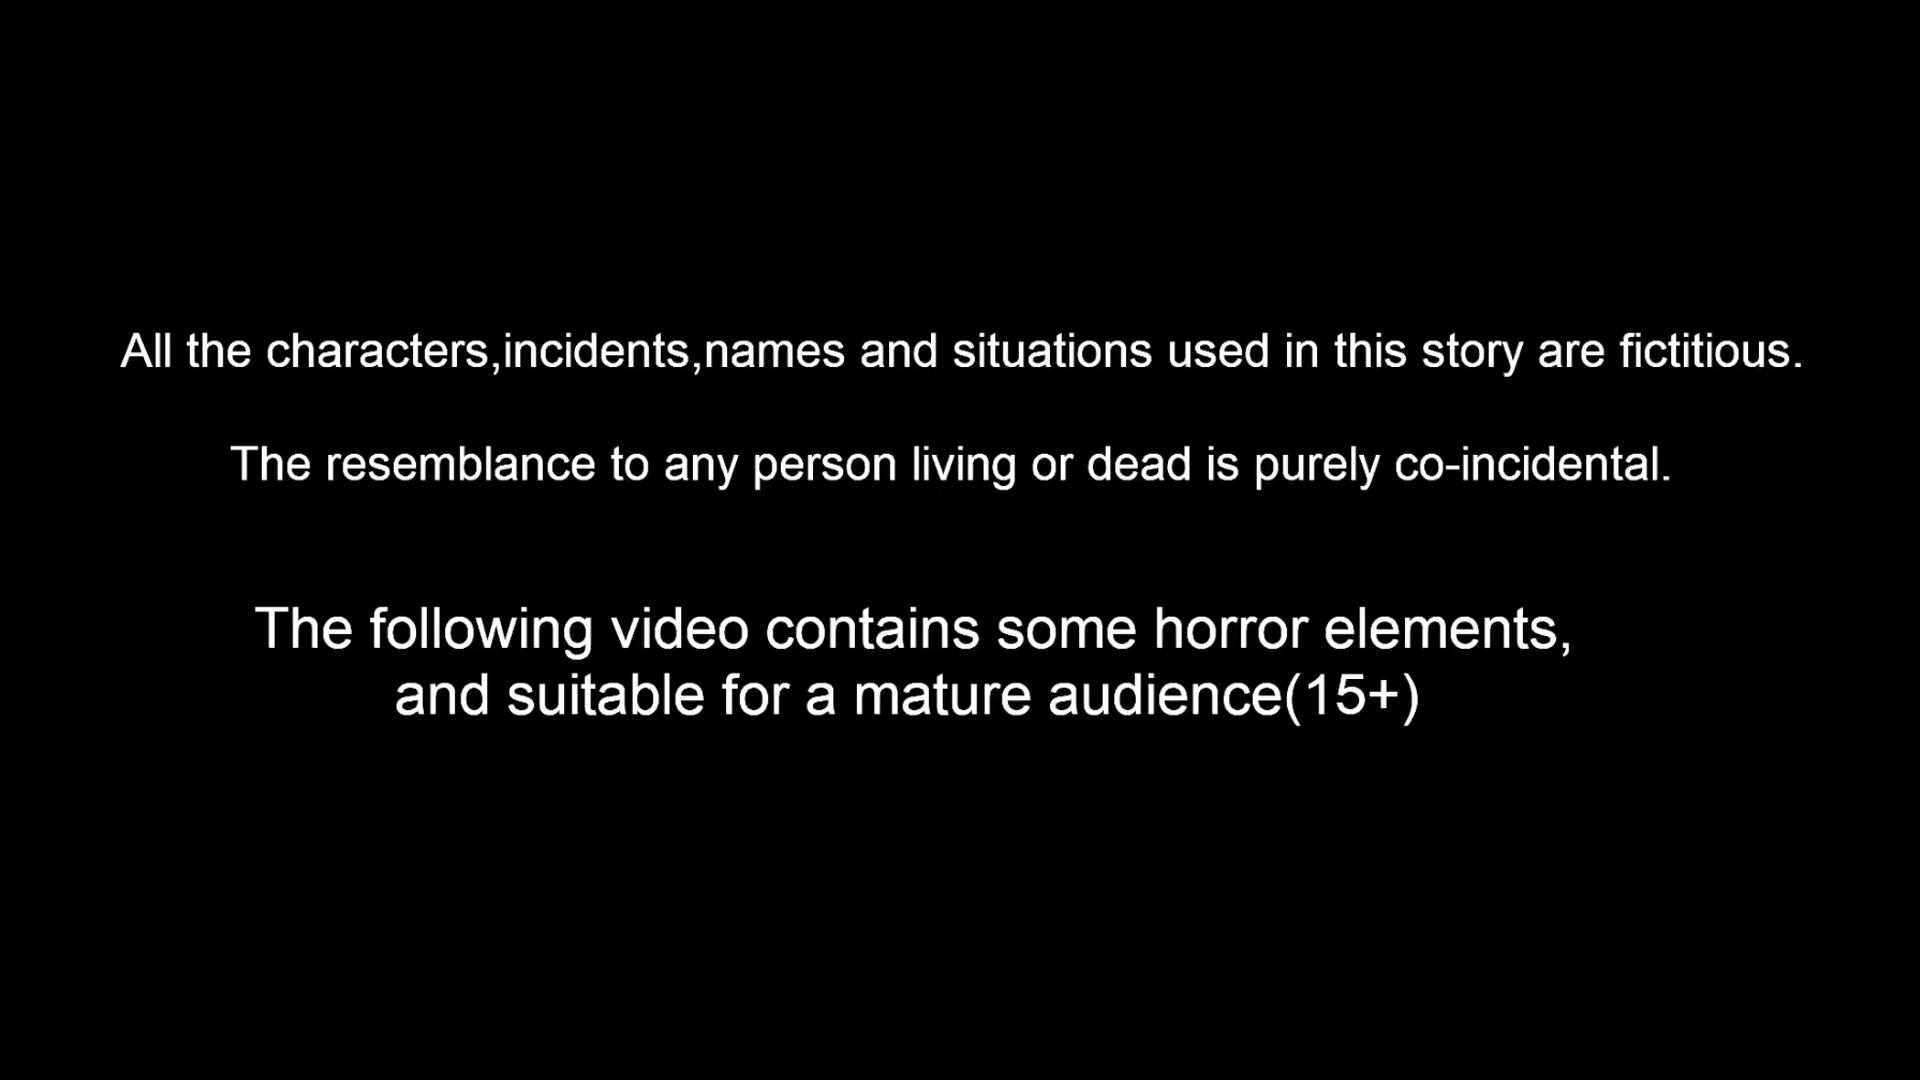 All the characters,incidents,names and situations used in this story are fictitious.
The resemblance to any person living or dead is purely co-incidental.
The following video contains some horror elements,
and suitable for a mature audience(15+)